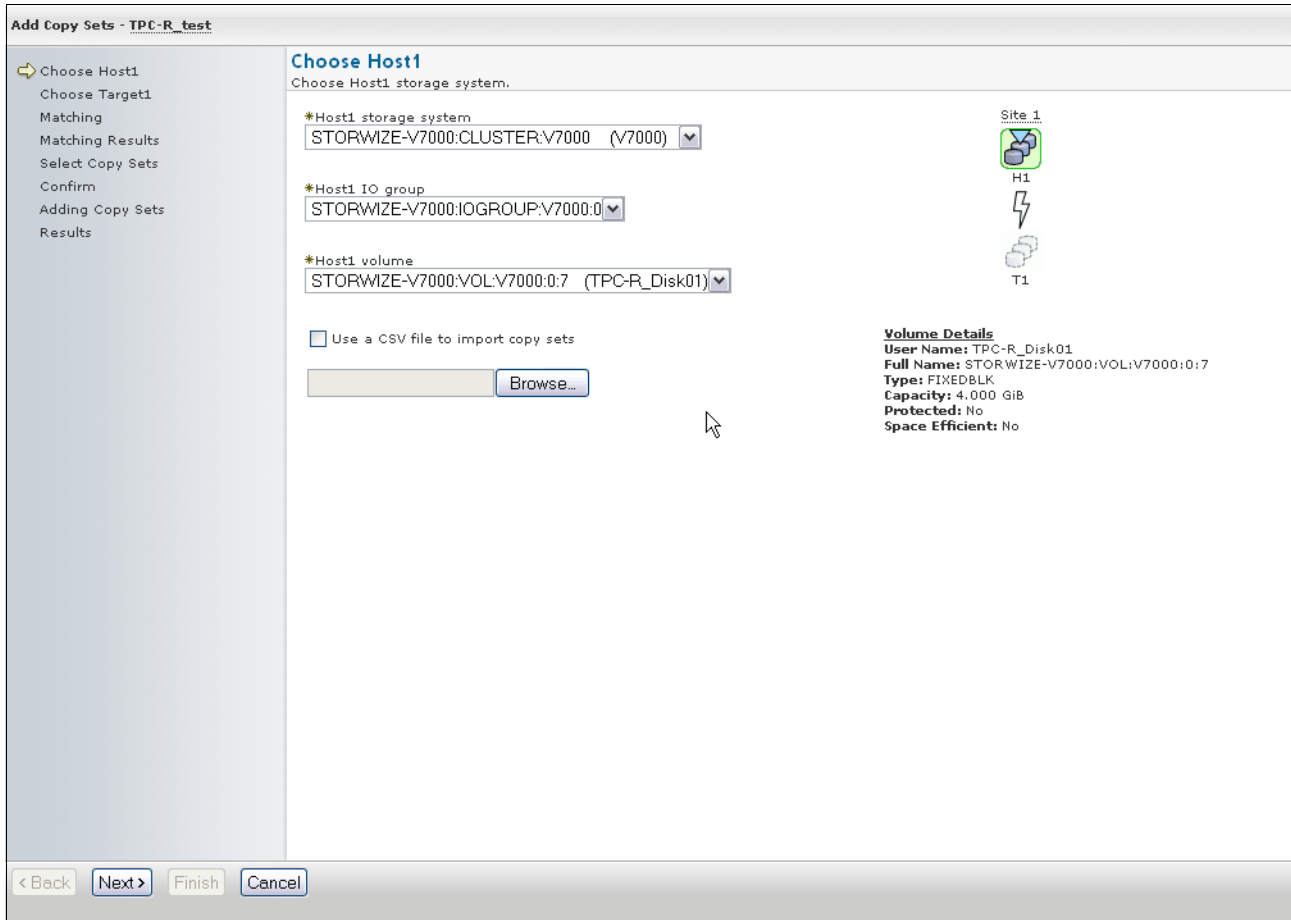 Add Copy Sets - TPC-R_test
Choose Host1
Choose Target1
Matching
Matching Results
Select Copy Sets
Confirm
Adding Copy Sets
Results
Choose Host1
Choose Host1 storage system.
*Host1 storage system
STORWIZE-V7000:CLUSTER:V7000 (V7000)
*Host1 IO group
STORWIZE-V7000:IOGROUP:V7000:0
*Host1 volume
STORWIZE-V7000:VOL:V7000:0:7 (TPC-R_Disk01)
Use a CSV file to import copy sets
Browse...
Site 1
H1
T1
Volume Details
User Name: TPC-R_Disk01
Full Name: STORWIZE-V7000:VOL:V7000:0:7
Type: FIXEDBLK
Capacity: 4.000 GiB
Protected: No
Space Efficient: No
< Back Next > Finish Cancel